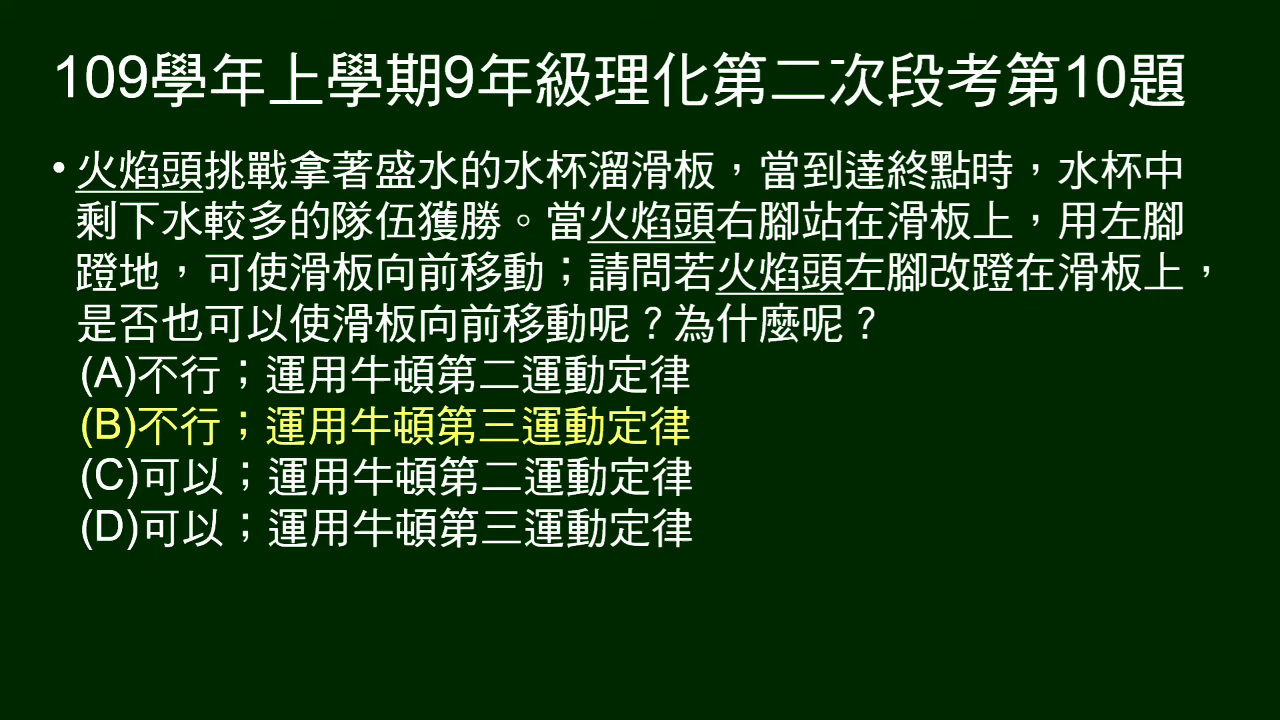 109學年上學期9年級理化第二次段考第10題
• 火焰頭挑戰拿著盛水的水杯溜滑板，當到達終點時，水杯中
剩下水較多的隊伍獲勝。當火焰頭右腳站在滑板上，用左腳
蹬地，可使滑板向前移動；請問若火焰頭左腳改蹬在滑板上，
是否也可以使滑板向前移動呢？為什麼呢？
(A)不行；運用牛頓第二運動定律
(B)不行；運用牛頓第三運動定律
(C)可以；運用牛頓第二運動定律
(D)可以；運用牛頓第三運動定律